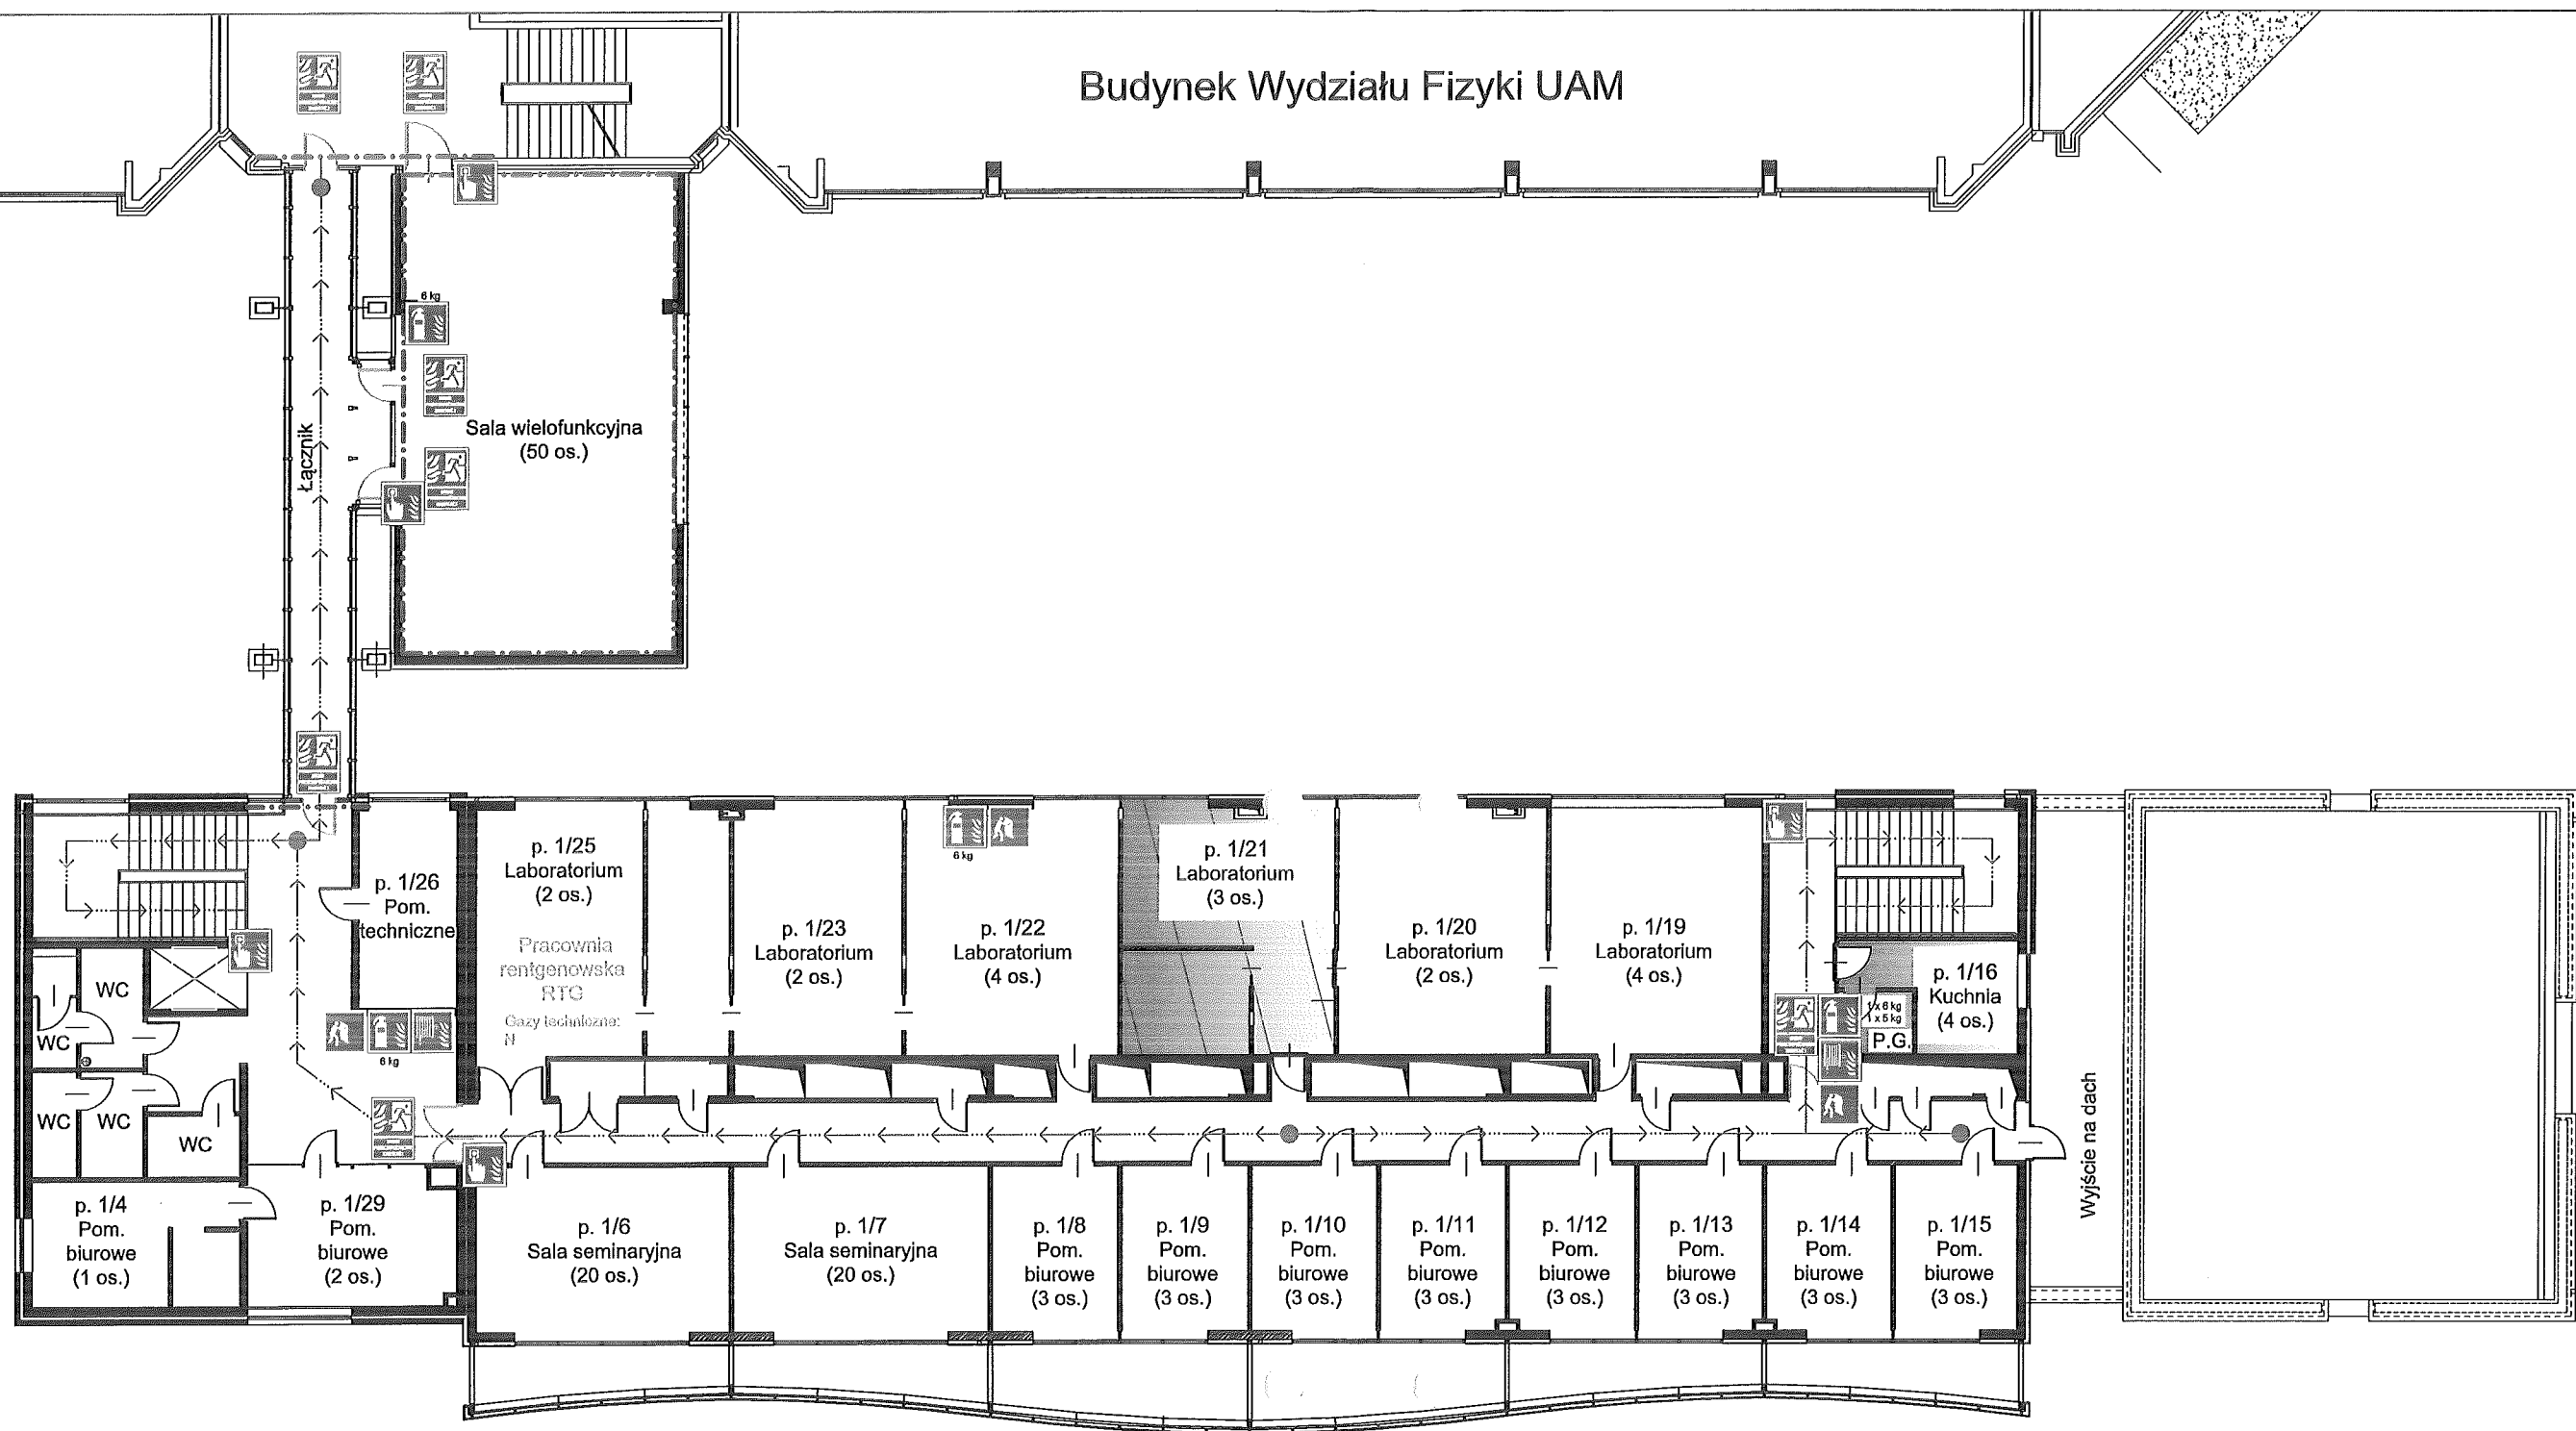 Budynek Wydziału Fizyki UAM
6 kg
Sala wielofunkcyjna
(50 os.)
Łącznik
p. 1/26
Pom.
techniczne
p. 1/25
Laboratorium
(2 os.)
Pracownia
rentgenowska
RTG
Gazy techniczne:
N
p. 1/23
Laboratorium
(2 os.)
6 kg
p. 1/22
Laboratorium
(4 os.)
p. 1/21
Laboratorium
(3 os.)
p. 1/20
Laboratorium
(2 os.)
p. 1/19
Laboratorium
(4 os.)
p. 1/16
Kuchnia
(4 os.)
1 x 6 kg
1 x 5 kg
P.G.
WC
WC
WC
WC
WC
6 kg
p. 1/4
Pom.
biurowe
(1 os.)
p. 1/29
Pom.
biurowe
(2 os.)
p. 1/6
Sala seminaryjna
(20 os.)
p. 1/7
Sala seminaryjna
(20 os.)
p. 1/8
Pom.
biurowe
(3 os.)
p. 1/9
Pom.
biurowe
(3 os.)
p. 1/10
Pom.
biurowe
(3 os.)
p. 1/11
Pom.
biurowe
(3 os.)
p. 1/12
Pom.
biurowe
(3 os.)
p. 1/13
Pom.
biurowe
(3 os.)
p. 1/14
Pom.
biurowe
(3 os.)
p. 1/15
Pom.
biurowe
(3 os.)
Wyjście na dach